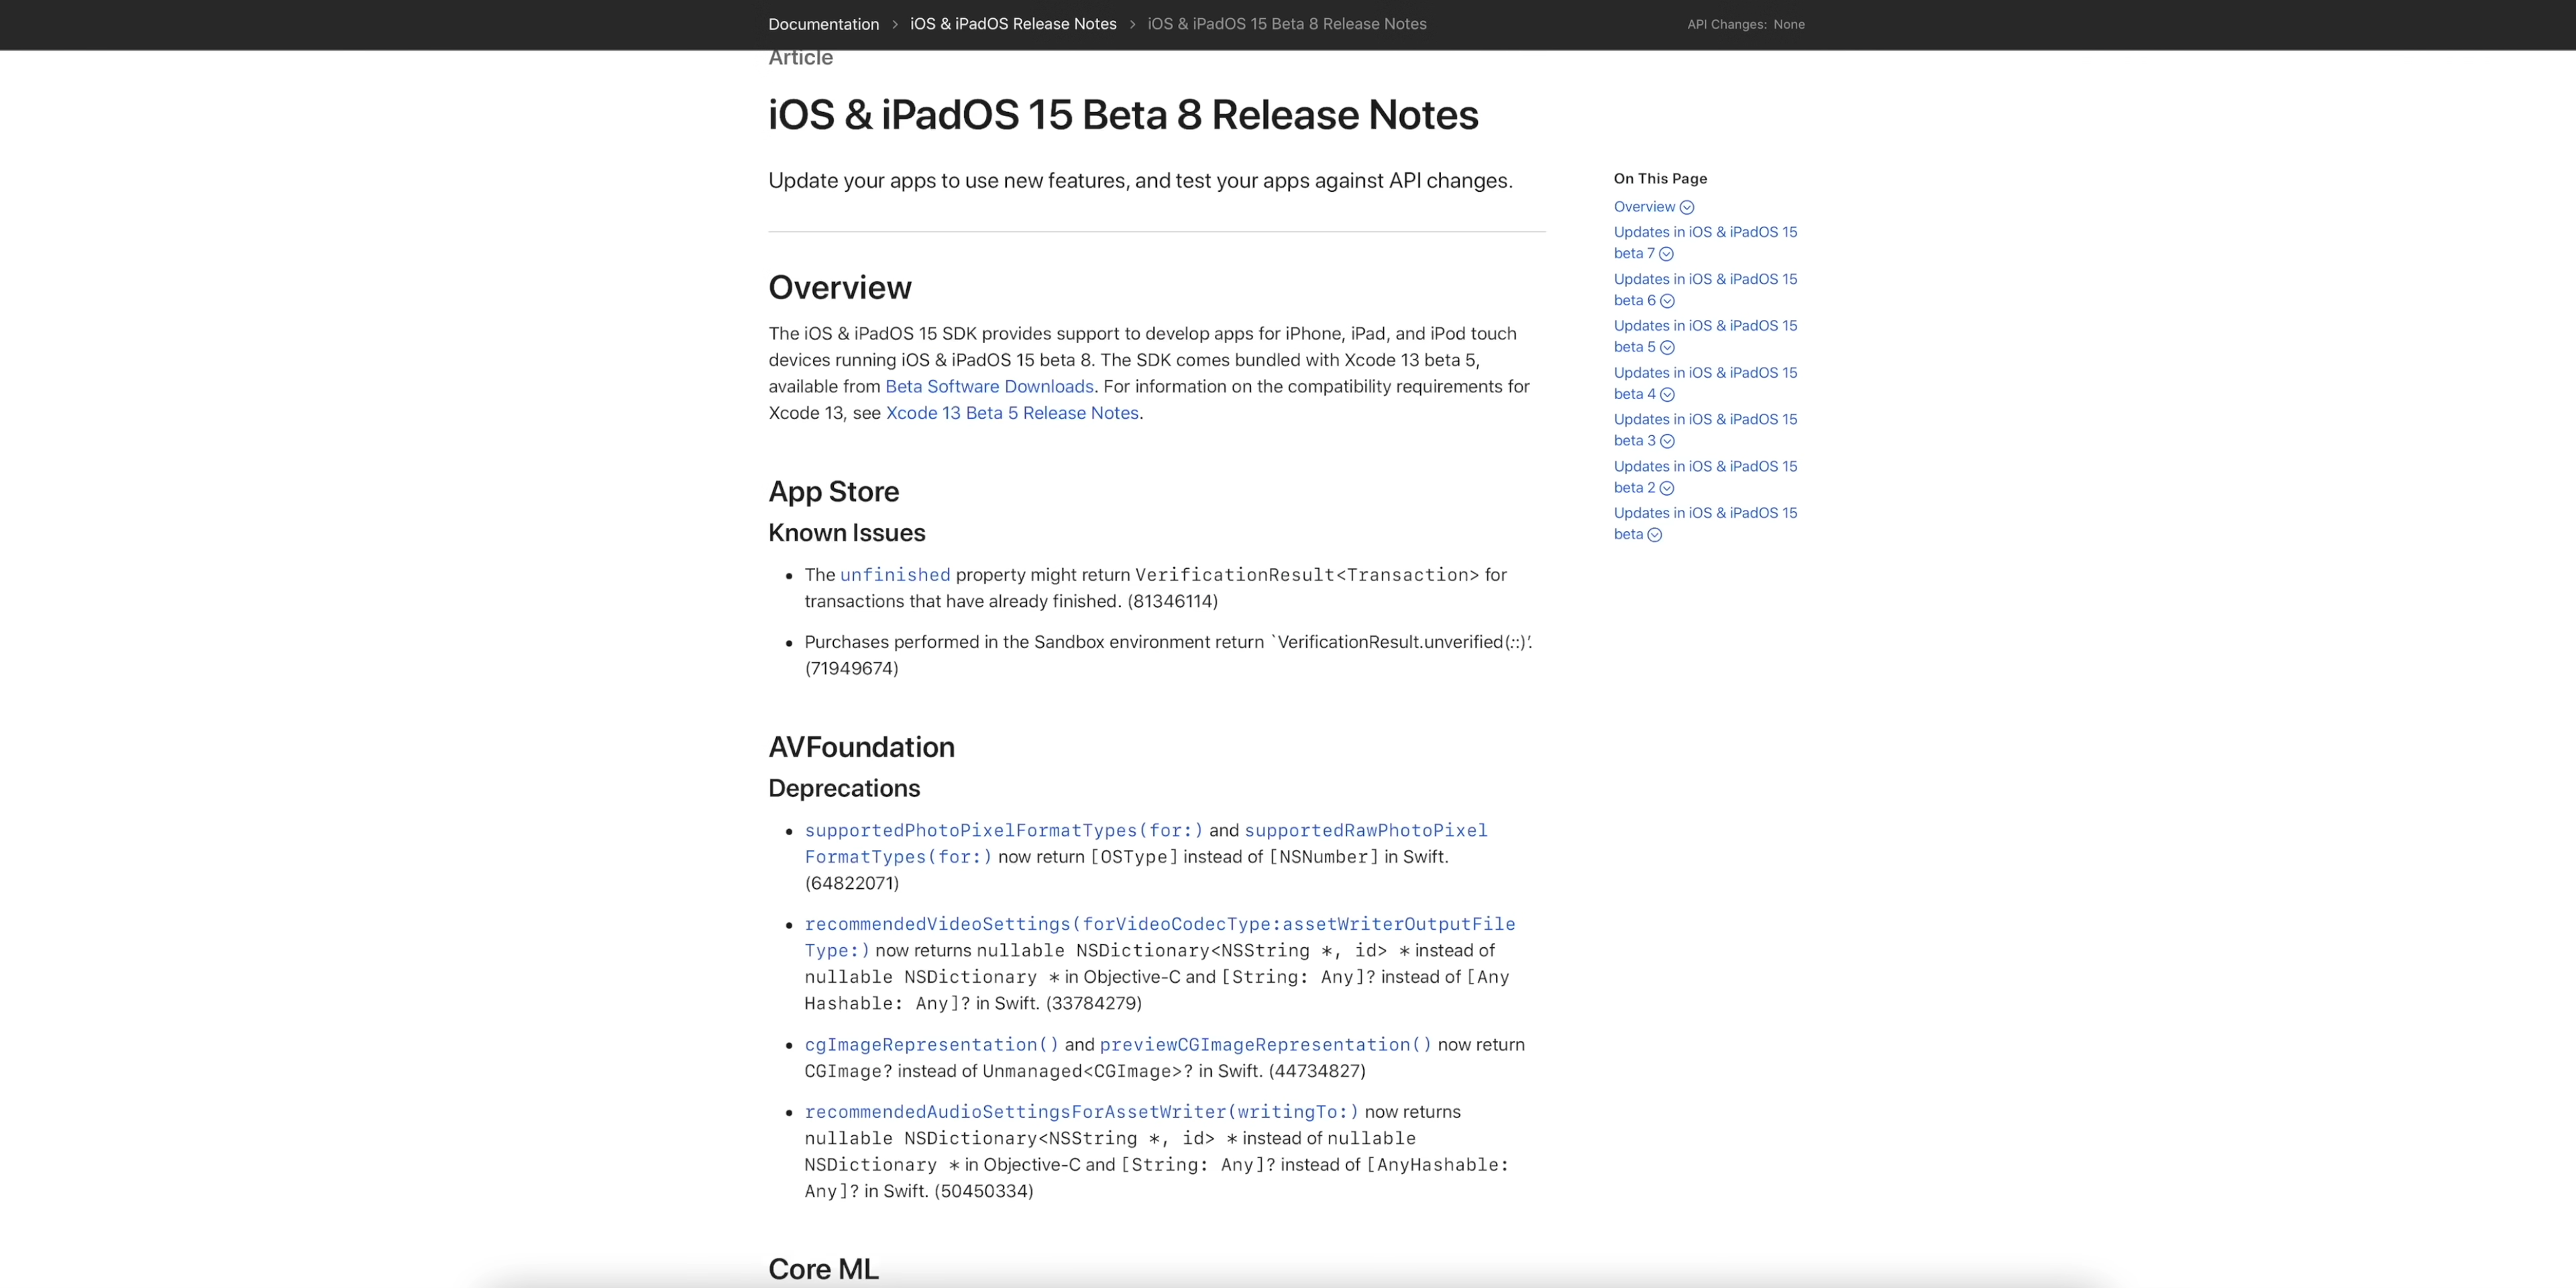 Documentation > iOS & iPadOS Release Notes > iOS & iPadOS 15 Beta 8 Release Notes
API Changes: None
Article
iOS & iPadOS 15 Beta 8 Release Notes
Update your apps to use new features, and test your apps against API changes.
Overview
The iOS & iPadOS 15 SDK provides support to develop apps for iPhone, iPad, and iPod touch
devices running iOS & iPadOS 15 beta 8. The SDK comes bundled with Xcode 13 beta 5,
available from Beta Software Downloads. For information on the compatibility requirements for
Xcode 13, see Xcode 13 Beta 5 Release Notes.
App Store
Known Issues
• The unfinished property might return VerificationResult<Transaction> for
transactions that have already finished. (81346114)
• Purchases performed in the Sandbox environment return `VerificationResult.unverified(::)’.
(71949674)
AVFoundation
Deprecations
• supportedPhotoPixelFormatTypes(for:) and supportedRawPhotoPixel
FormatTypes(for:) now return [OSType] instead of [NSNumber] in Swift.
(64822071)
• recommendedVideoSettings(forVideoCodecType:assetWriterOutputFile
Type:) now returns nullable NSDictionary<NSString *, id> * instead of
nullable NSDictionary * in Objective-C and [String: Any]? instead of [Any
Hashable: Any]? in Swift. (33784279)
• cgImageRepresentation() and previewCGImageRepresentation() now return
CGImage? instead of Unmanaged<CGImage>? in Swift. (44734827)
• recommendedAudioSettingsForAssetWriter(writingTo:) now returns
nullable NSDictionary<NSString *, id> * instead of nullable
NSDictionary * in Objective-C and [String: Any]? instead of [AnyHashable:
Any]? in Swift. (50450334)
Core ML
On This Page
Overview
Updates in iOS & iPadOS 15
beta 7
Updates in iOS & iPadOS 15
beta 6
Updates in iOS & iPadOS 15
beta 5
Updates in iOS & iPadOS 15
beta 4
Updates in iOS & iPadOS 15
beta 3
Updates in iOS & iPadOS 15
beta 2
Updates in iOS & iPadOS 15
beta